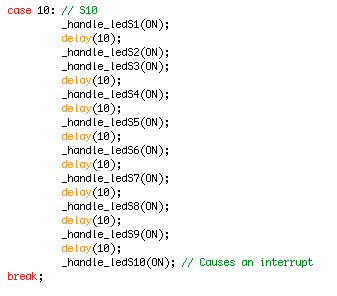 case 10: // S10
_handle_ledS1(ON);
delay(10);
_handle_ledS2(ON);
_handle_ledS3(ON);
delay(10);
_handle_ledS4(ON);
delay(10);
_handle_ledS5(ON);
delay(10);
_handle_ledS6(ON);
delay(10);
_handle_ledS7(ON);
delay(10);
_handle_ledS8(ON);
delay(10);
_handle_ledS9(ON);
delay(10);
_handle_ledS10(ON); // Causes an interrupt
break;